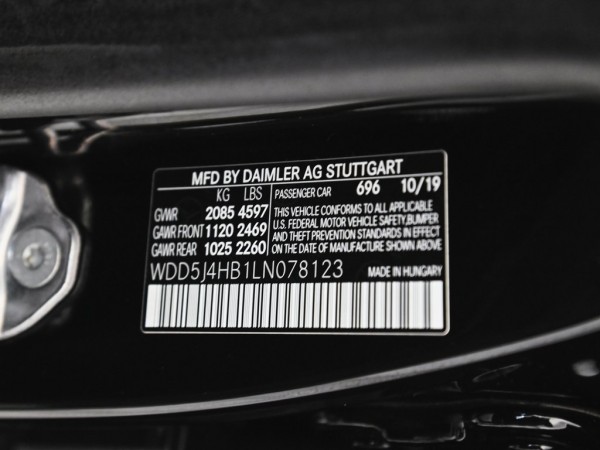 MFD BY DAIMLER AG STUTTGART
KG LBS PASSENGER CAR 696 10/19
GVWR 2085 4597 THIS VEHICLE CONFORMS TO ALL APPLICABLE
GAWR FRONT 1120 2469 U.S. FEDERAL MOTOR VEHICLE SAFETY, BUMPER
GAWR REAR 1025 2260 AND THEFT PREVENTION STANDARDS IN EFFECT
ON THE DATE OF MANUFACTURE SHOWN ABOVE.
WDD5J4HB1LN078123 MADE IN HUNGARY